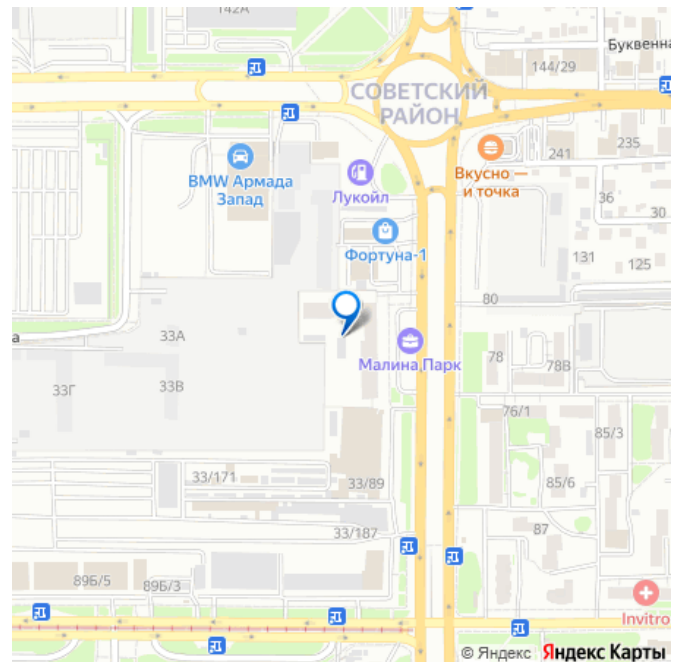 142А
Буквенна
144/29
СОВЕТСКИЙ
РАЙОН
241
235
BMW Армада
Запад
Лукойл
Вкусно —
и точка
36
30
Фортуна-1
131
125
80
а
33А
Малина Парк
78
78В
33Г
33В
76/1
85/3
33/171
33/89
85/6
33/187
87
89Б/5
89Б/3
Invitro
© Яндекс Яндекс Карты